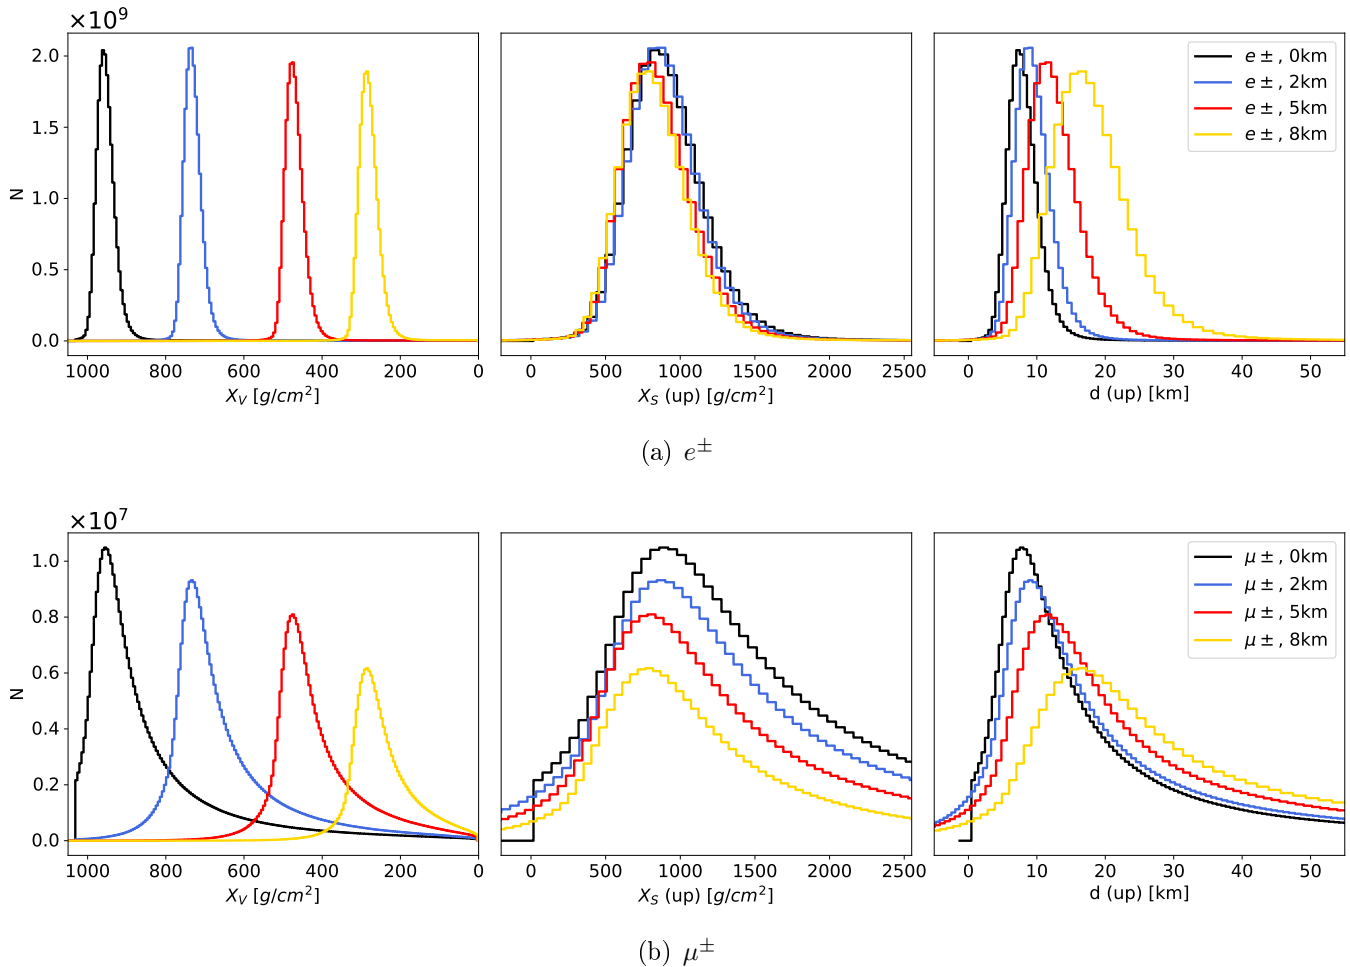 ×10⁹
N
2.0
1.5
1.0
0.5
0.0
1000 800 600 400 200 0
X_V [g/cm²]
0 500 1000 1500 2000 2500
X_S (up) [g/cm²]
e±, 0km
e±, 2km
e±, 5km
e±, 8km
0 10 20 30 40 50
d (up) [km]
(a) e±
×10⁷
N
1.0
0.8
0.6
0.4
0.2
0.0
1000 800 600 400 200 0
X_V [g/cm²]
0 500 1000 1500 2000 2500
X_S (up) [g/cm²]
μ±, 0km
μ±, 2km
μ±, 5km
μ±, 8km
0 10 20 30 40 50
d (up) [km]
(b) μ±